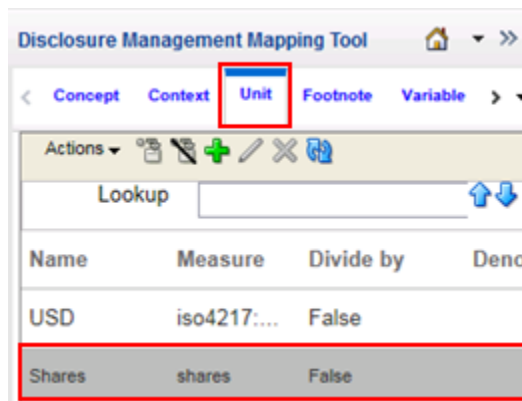 Disclosure Management Mapping Tool
Concept Context Unit Footnote Variable
Actions
Lookup
Name Measure Divide by Deno
USD iso4217:... False
Shares shares False